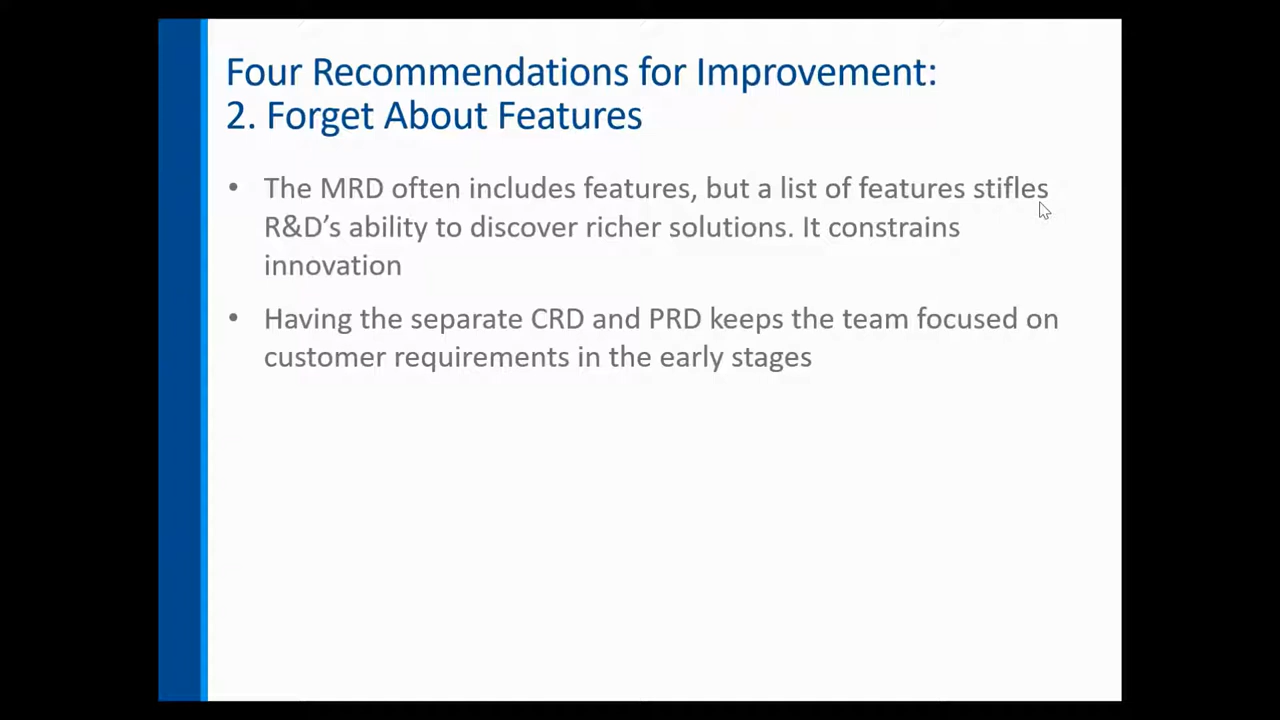 Four Recommendations for Improvement:
2. Forget About Features
• The MRD often includes features, but a list of features stifles
R&D’s ability to discover richer solutions. It constrains
innovation
• Having the separate CRD and PRD keeps the team focused on
customer requirements in the early stages